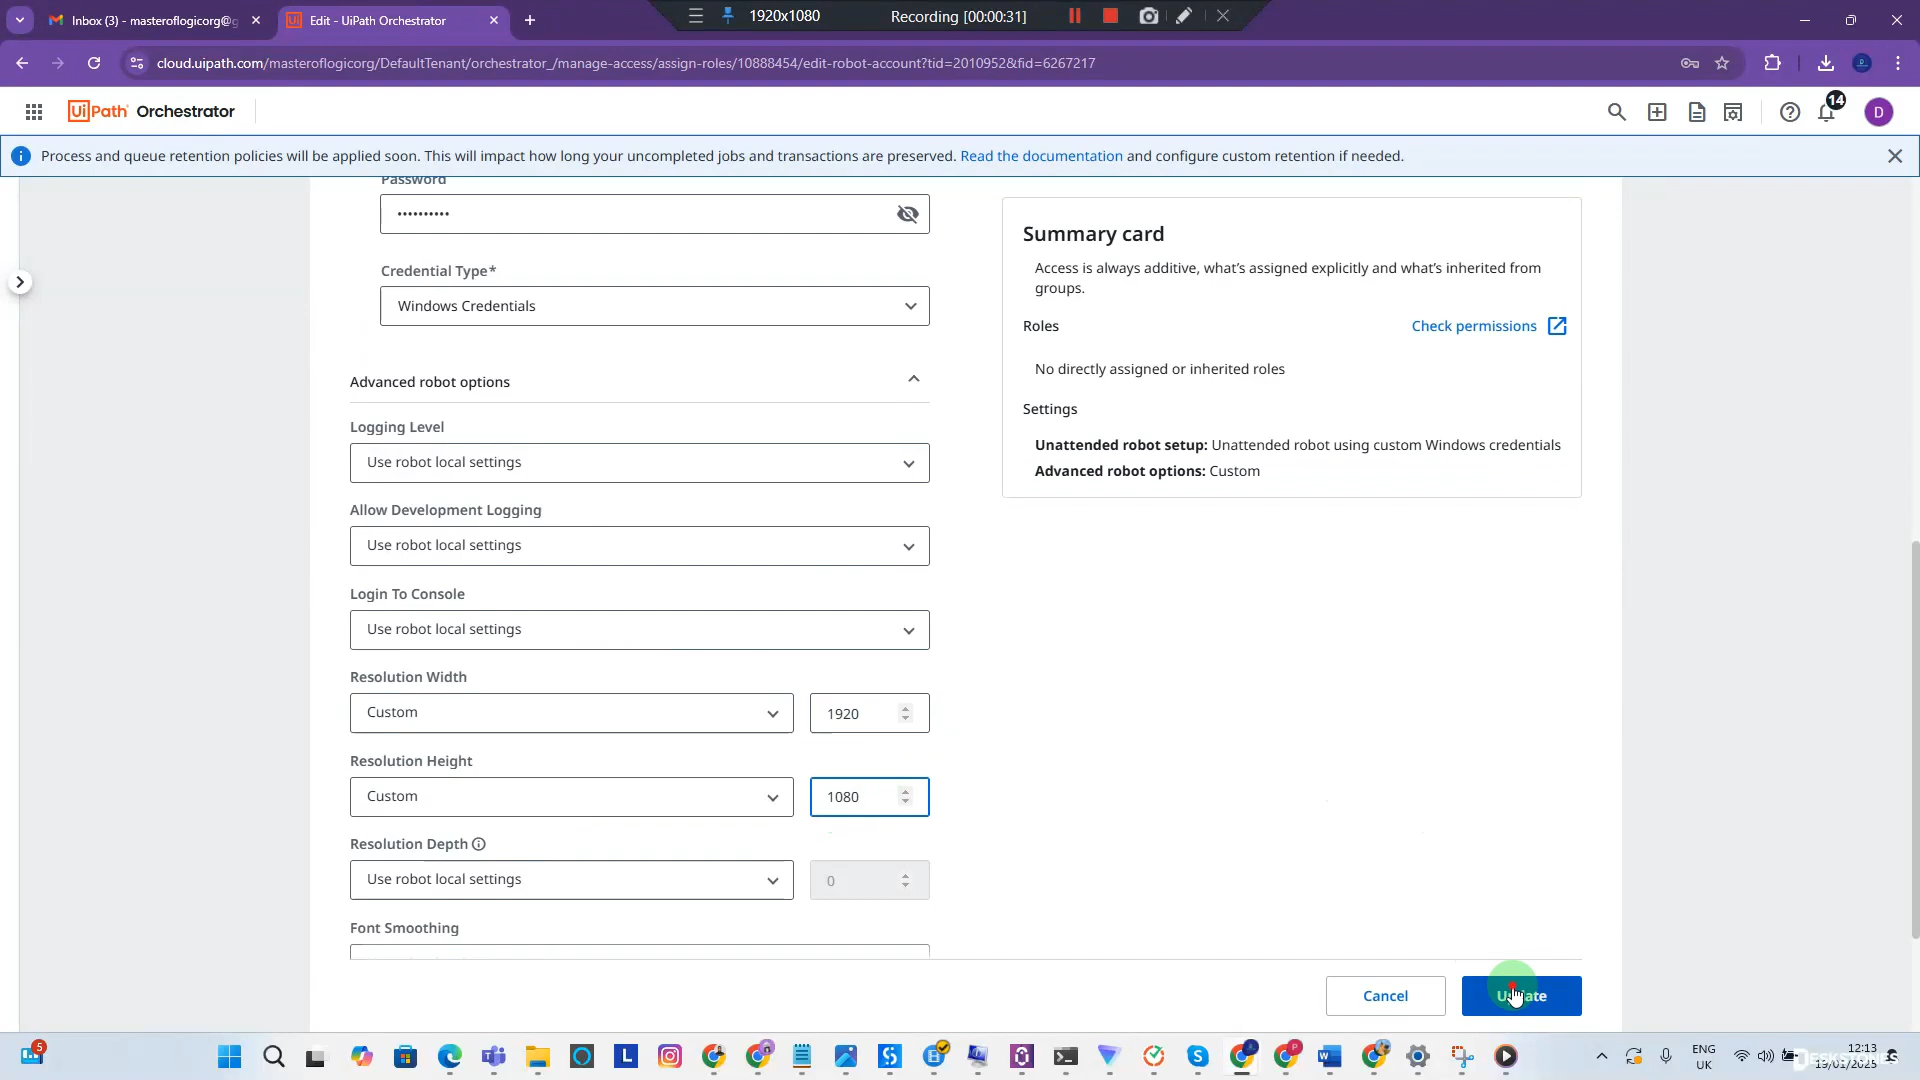 Inbox (3) - masteroflogicorg@g
Edit - UiPath Orchestrator
1920x1080
Recording [00:00:31]
cloud.uipath.com/masteroflogicorg/DefaultTenant/orchestrator_/manage-access/assign-roles/10888454/edit-robot-account?tid=2010952&fid=6267217
UiPath Orchestrator
14
D
Process and queue retention policies will be applied soon. This will impact how long your uncompleted jobs and transactions are preserved. Read the documentation and configure custom retention if needed.
Password
••••••••••
Credential Type*
Windows Credentials
Advanced robot options
Logging Level
Use robot local settings
Allow Development Logging
Use robot local settings
Login To Console
Use robot local settings
Resolution Width
Custom
1920
Resolution Height
Custom
1080
Resolution Depth
Use robot local settings
0
Font Smoothing
Summary card
Access is always additive, what's assigned explicitly and what's inherited from
groups.
Roles
Check permissions
No directly assigned or inherited roles
Settings
Unattended robot setup: Unattended robot using custom Windows credentials
Advanced robot options: Custom
Cancel
Update
5
ENG
UK
12:13
19/01/2025